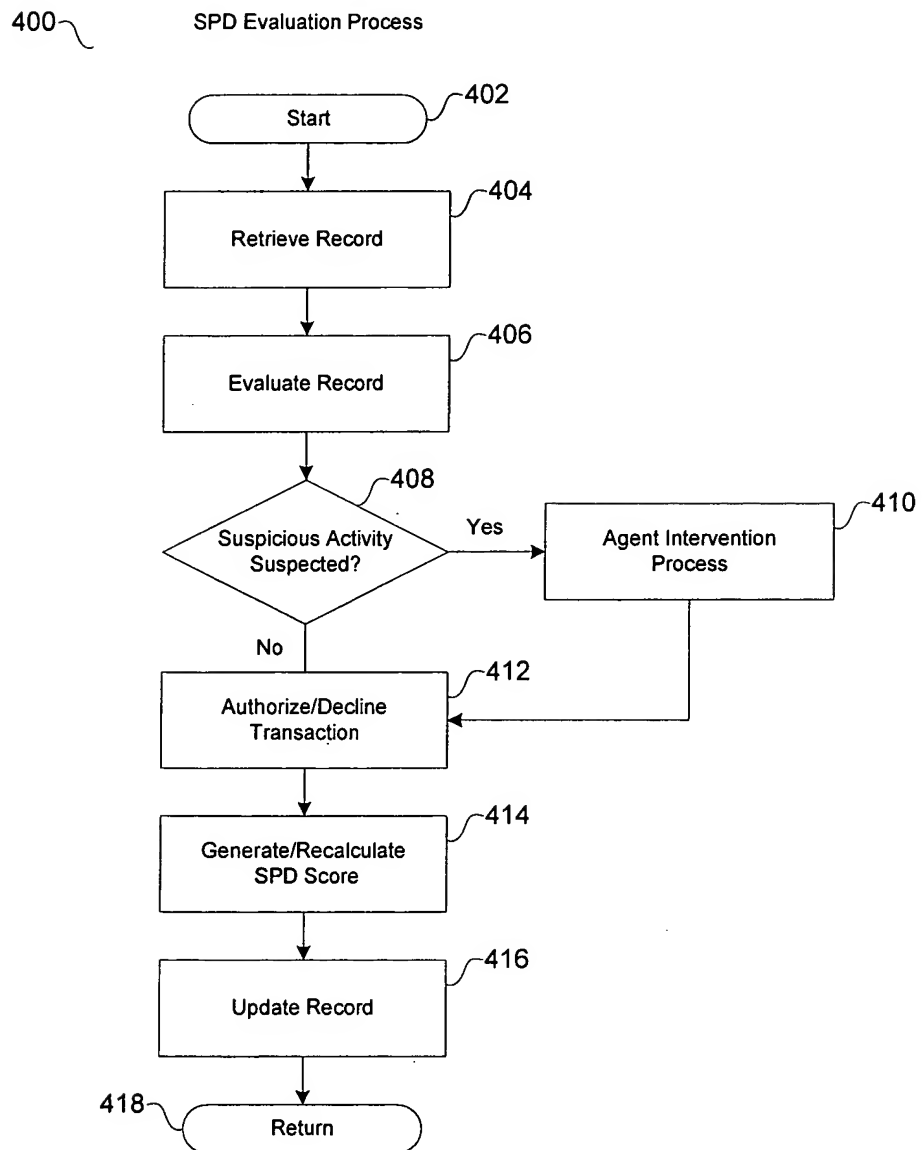 400
SPD Evaluation Process
402
Start
404
Retrieve Record
406
Evaluate Record
408
Suspicious Activity
Suspected?
Yes
410
Agent Intervention
Process
No
412
Authorize/Decline
Transaction
414
Generate/Recalculate
SPD Score
416
Update Record
418
Return